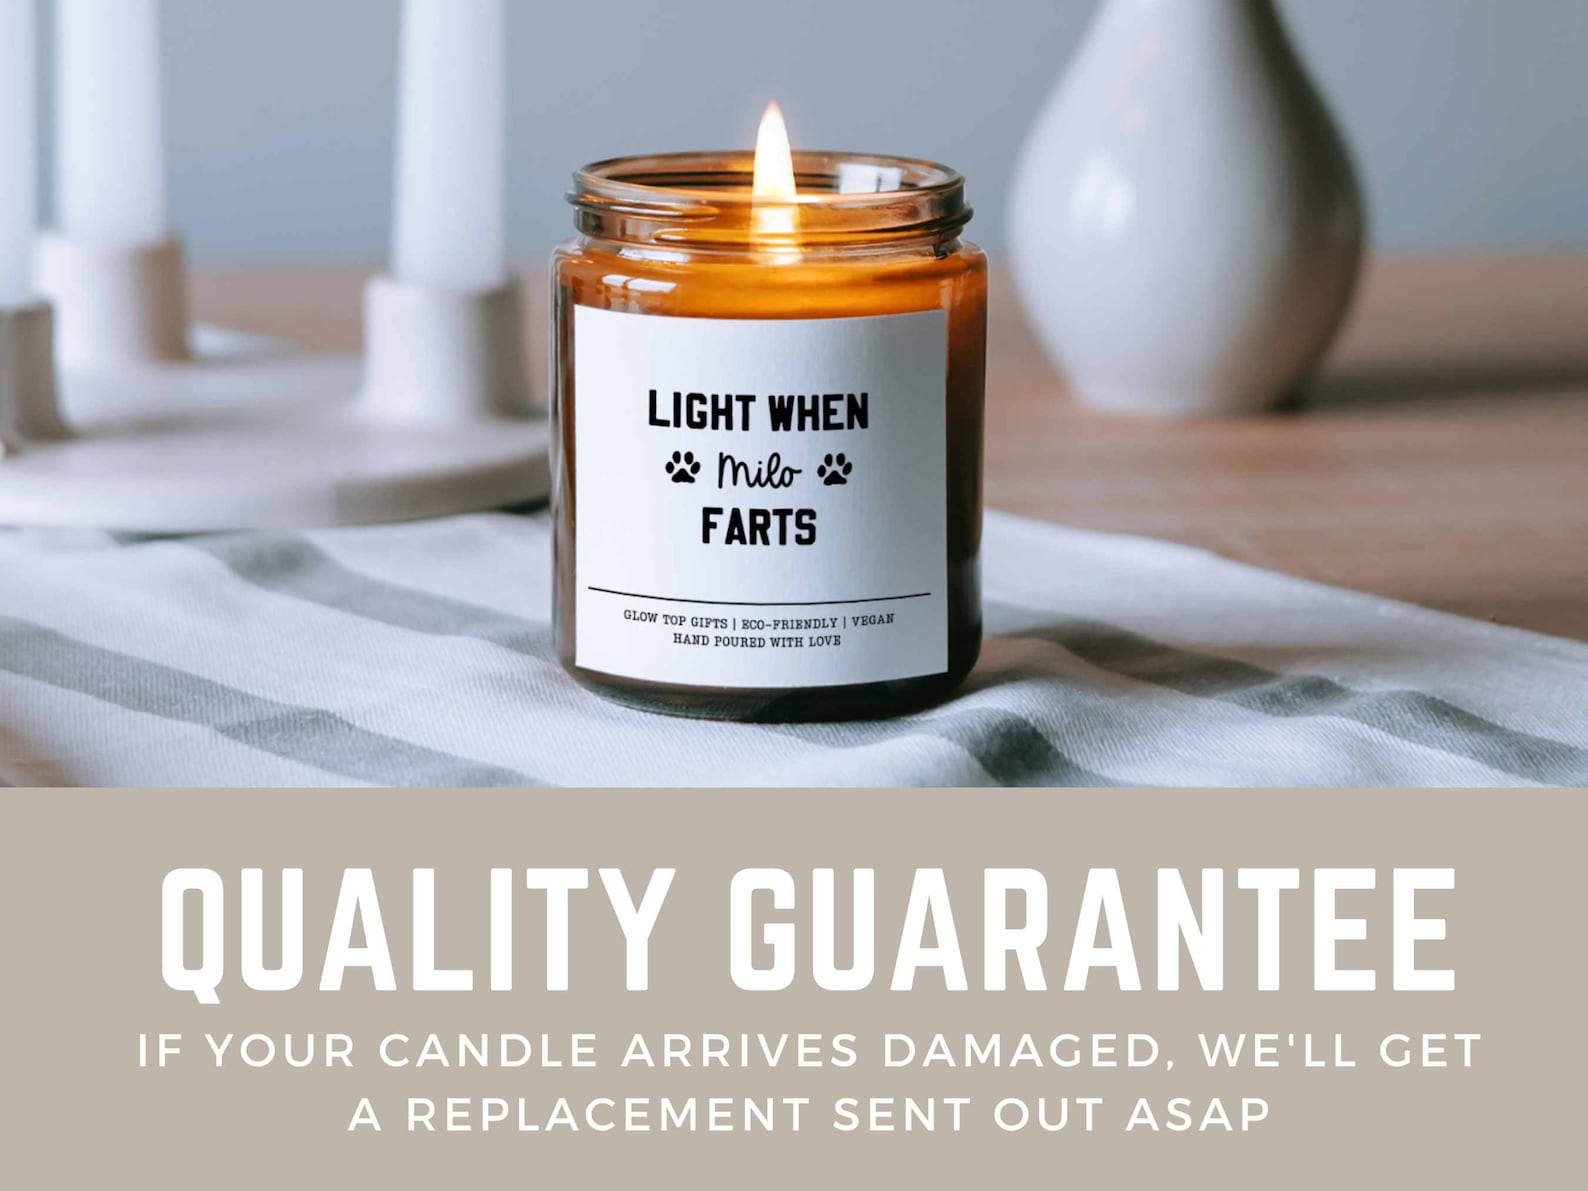 LIGHT WHEN
Milo
FARTS
GLOW TOP GIFTS | ECO-FRIENDLY | VEGAN
HAND POURED WITH LOVE
QUALITY GUARANTEE
IF YOUR CANDLE ARRIVES DAMAGED, WE'LL GET
A REPLACEMENT SENT OUT ASAP